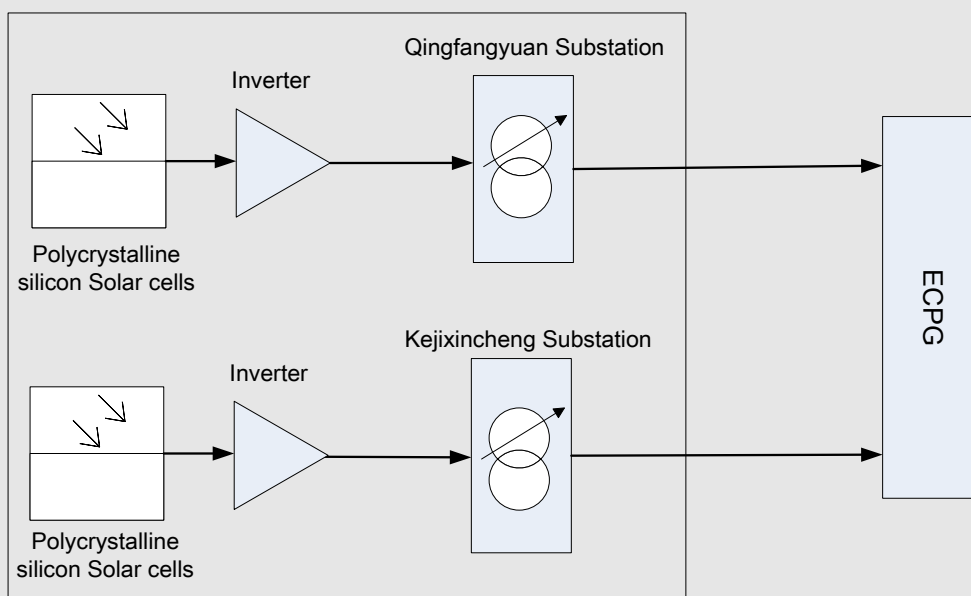 Qingfangyuan Substation
Inverter
Polycrystalline
silicon Solar cells
ECPG
Kejixincheng Substation
Inverter
Polycrystalline
silicon Solar cells